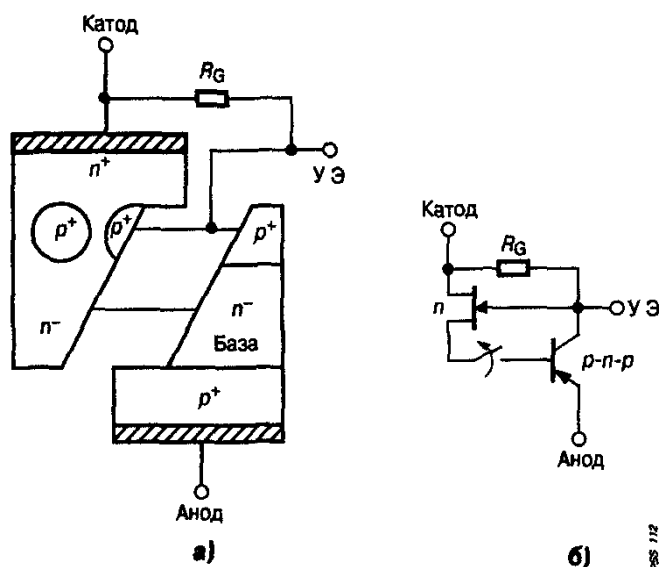 Катод
R_G
n⁺
У Э
p⁺
p⁺
p⁺
n⁻
n⁻
База
p⁺
Анод
а)
Катод
R_G
n
У Э
p-n-p
Анод
б)